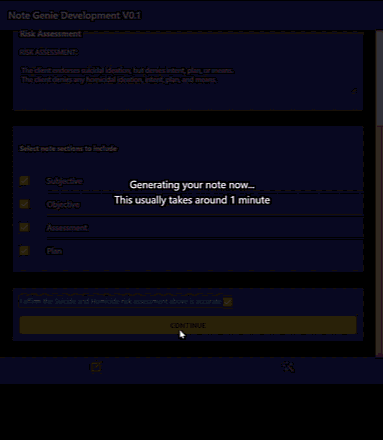 Note Genie Development V0.1
Risk Assessment
RISK ASSESSMENT:
The client endorses suicidal ideation, but denies intent, plan, or means.
The client denies any homicidal ideation, intent, plan, and means.
Select note sections to include
Subjective
Generating your note now...
This usually takes around 1 minute
Objective
Assessment
Plan
I affirm the Suicide and Homicide risk assessment above is accurate
CONTINUE